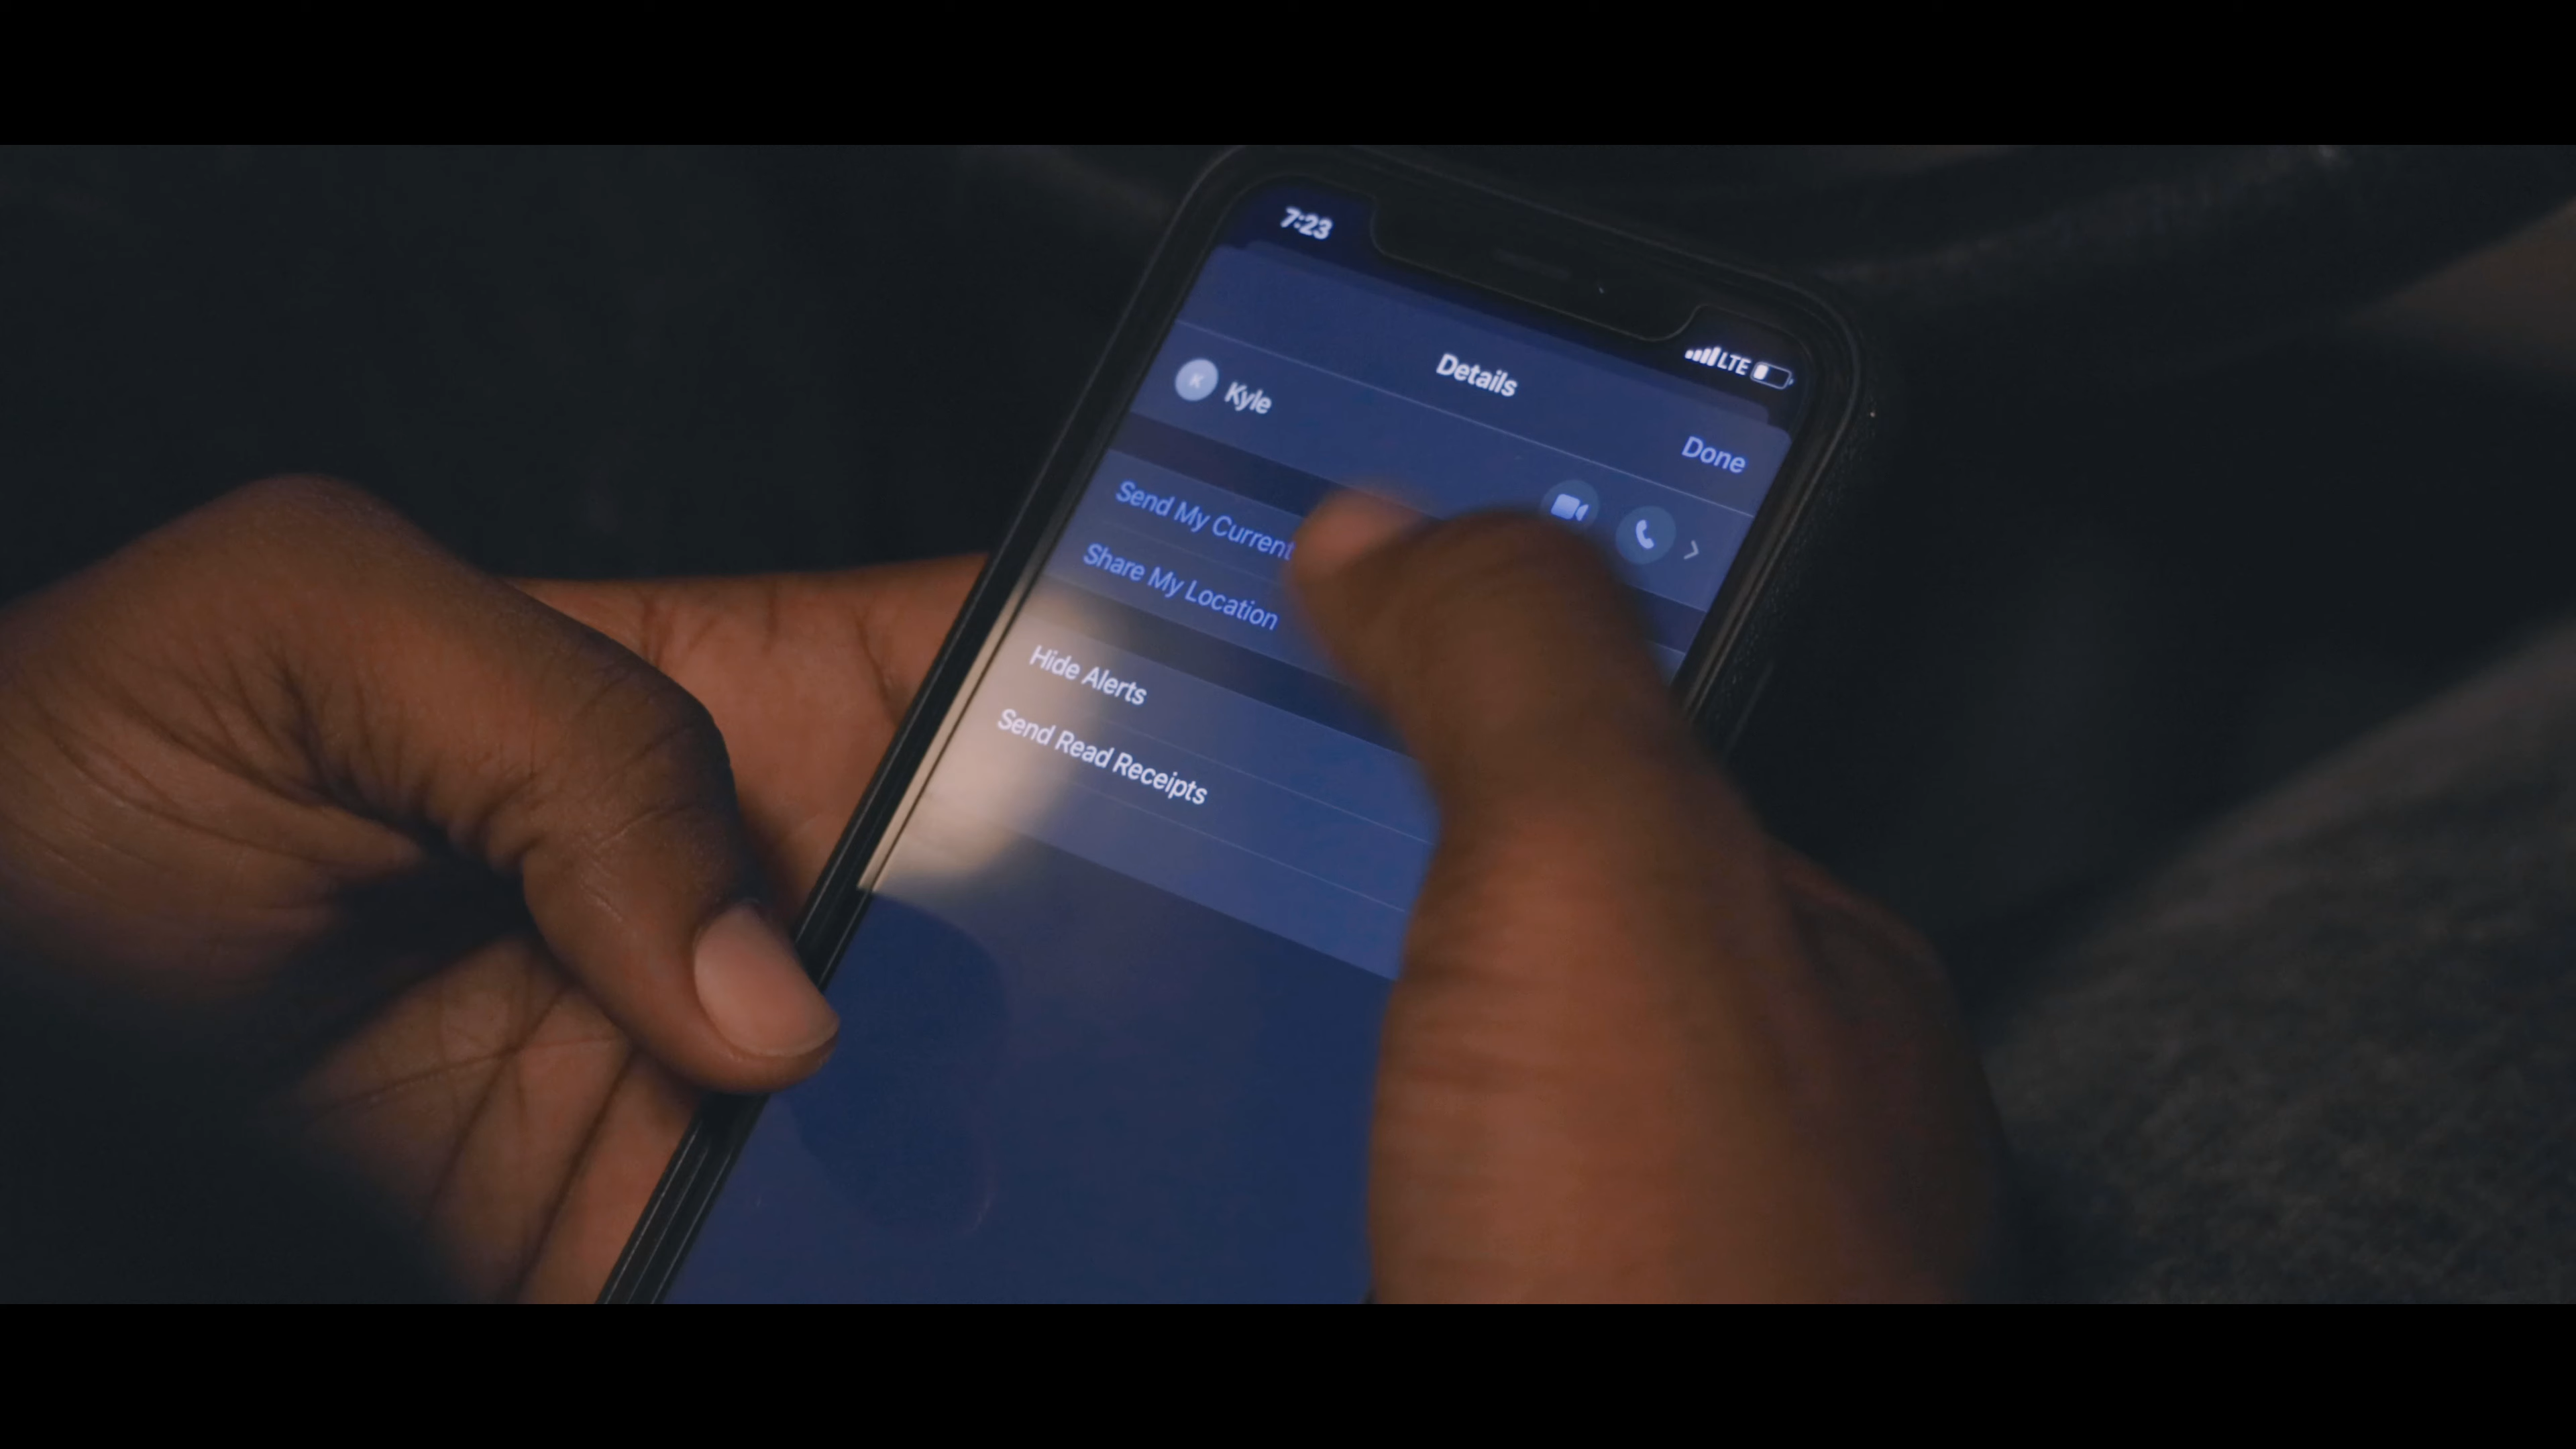 7:23
LTE
Details
Done
K
Kyle
Send My Current
Share My Location
Hide Alerts
Send Read Receipts